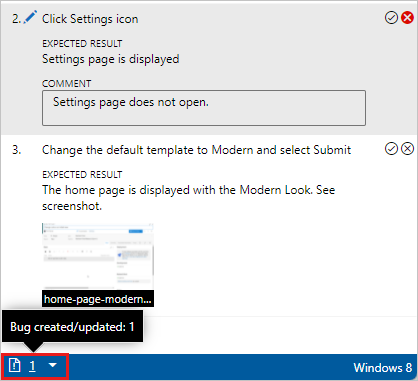 2. Click Settings icon
EXPECTED RESULT
Settings page is displayed
COMMENT
Settings page does not open.
3. Change the default template to Modern and select Submit
EXPECTED RESULT
The home page is displayed with the Modern Look. See
screenshot.
home-page-modern...
Bug created/updated: 1
1
Windows 8